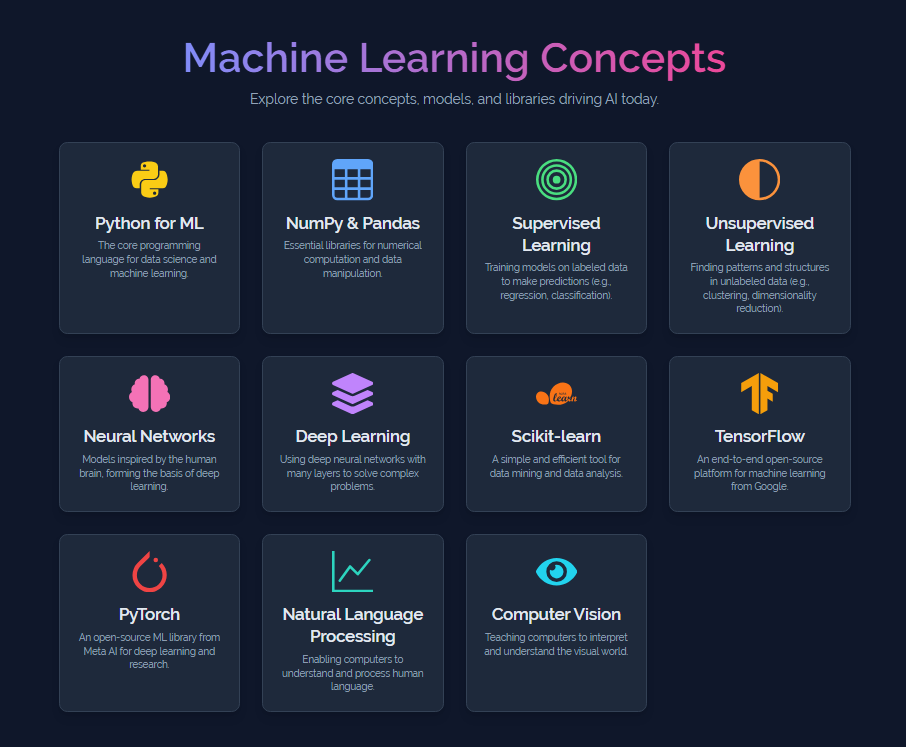 Machine Learning Concepts
Explore the core concepts, models, and libraries driving AI today.
Python for ML
The core programming
language for data science and
machine learning.
NumPy & Pandas
Essential libraries for numerical
computation and data
manipulation.
Supervised
Learning
Training models on labeled data
to make predictions (e.g.,
regression, classification).
Unsupervised
Learning
Finding patterns and structures
in unlabeled data (e.g.,
clustering, dimensionality
reduction).
Neural Networks
Models inspired by the human
brain, forming the basis of deep
learning.
Deep Learning
Using deep neural networks with
many layers to solve complex
problems.
learn
Scikit-learn
A simple and efficient tool for
data mining and data analysis.
TensorFlow
An end-to-end open-source
platform for machine learning
from Google.
PyTorch
An open-source ML library from
Meta AI for deep learning and
research.
Natural Language
Processing
Enabling computers to
understand and process human
language.
Computer Vision
Teaching computers to interpret
and understand the visual world.